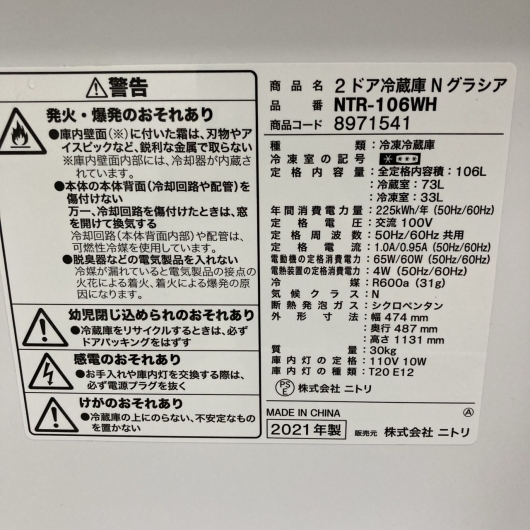 警告
発火・爆発のおそれあり
●庫内壁面(※)に付いた霜は、刃物やア
イスピックなど、鋭利な金属で取らない
(※)庫内壁面内部には、冷却器が内蔵さ
れています。
●本体の本体背面(冷却回路や配管)を
傷付けない
万一、冷却回路を傷付けたときは、窓
を開けて換気する
冷却回路(本体背面内部)や配管は、
可燃性冷媒を使用しています。
●脱臭器などの電気製品を入れない
冷媒が漏れていると電気製品の接点の
火花による着火、着火による爆発の原
因になります。
幼児閉じ込められのおそれあり
●冷蔵庫をリサイクルするときは、必ず
ドアパッキングをはずす
感電のおそれあり
●お手入れや庫内灯を交換する際は、
必ず電源プラグを抜く
けがのおそれあり
●冷蔵庫の上にのらない、不安定なもの
を置かない
商品名 2ドア冷蔵庫Nグラシア
品番 NTR-106WH
商品コード 8971541
種類:冷凍冷蔵庫
冷凍室の記号:
定格内容積:全定格内容積:106L
:冷蔵室:73L
:冷凍室:33L
年間消費電力量:225kWh/年 (50Hz/60Hz)
定格電圧:交流 100V
定格周波数:50Hz/60Hz 共用
定格電流:1.0A/0.95A (50Hz/60Hz)
電動機の定格消費電力:65W/60W (50Hz/60Hz)
電熱装置の定格消費電力:4W (50Hz/60Hz)
冷媒:R600a (31g)
気候クラス:N
断熱発泡ガス:シクロペンタン
外形寸法:幅 474 mm
:奥行 487 mm
:高さ 1131 mm
質量:30kg
庫内灯の定格:110V 10W
庫内灯の形式:T20 E12
PSE 株式会社 ニトリ
MADE IN CHINA Ⓐ
2021年製 販売元 株式会社 ニトリ